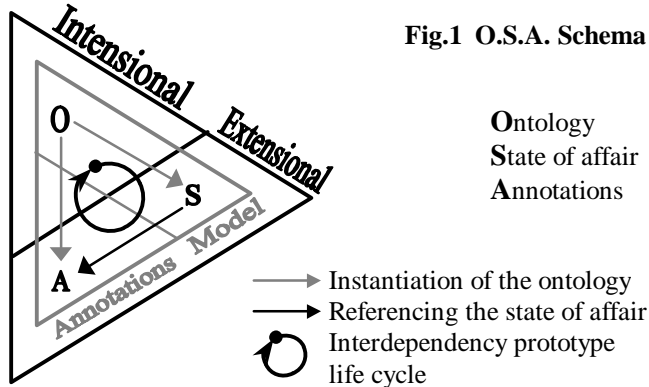 Fig.1 O.S.A. Schema
Intensional
Extensional
O
S
A
Annotations
Model
Ontology
State of affair
Annotations
Instantiation of the ontology
Referencing the state of affair
Interdependency prototype
life cycle